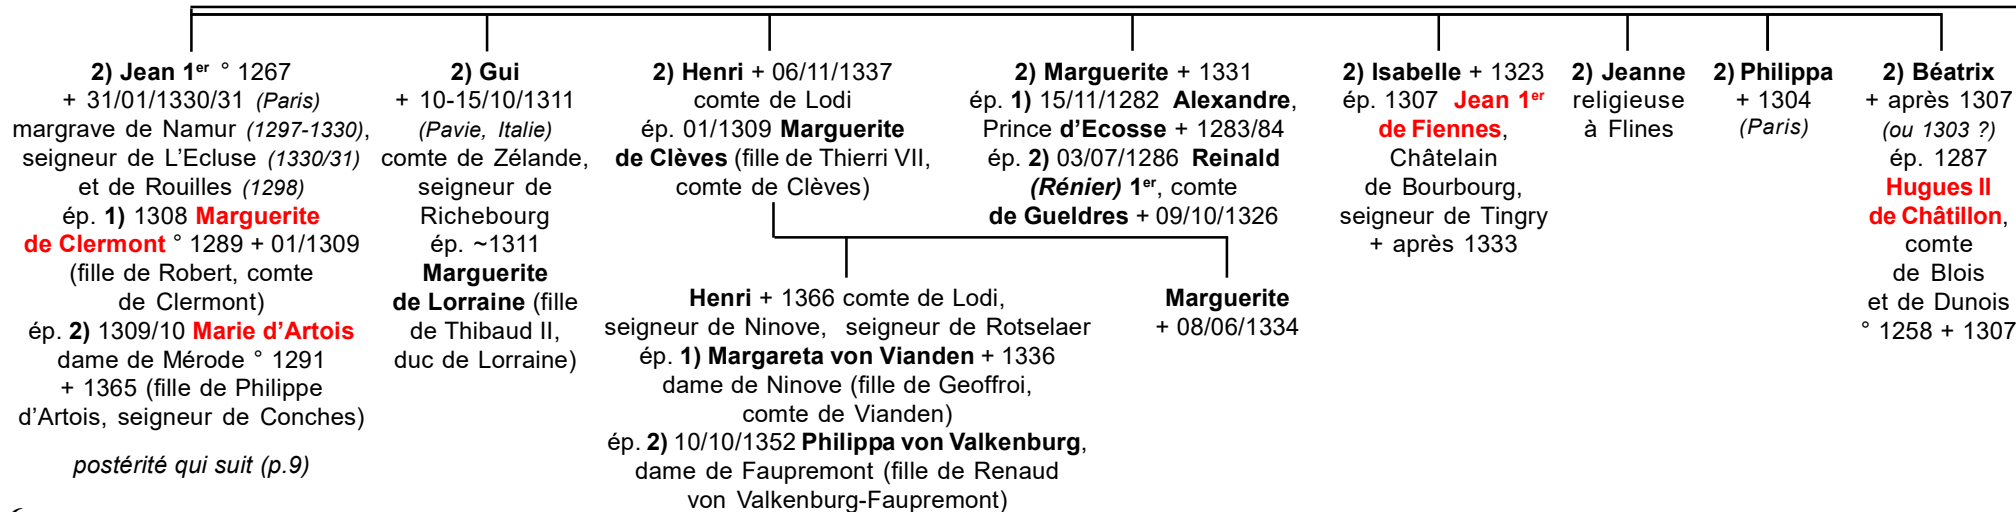 2) Jean 1er ° 1267
+ 31/01/1330/31 (Paris)
margrave de Namur (1297-1330),
seigneur de L'Ecluse (1330/31)
et de Rouilles (1298)
ép. 1) 1308 Marguerite
de Clermont ° 1289 + 01/1309
(fille de Robert, comte
de Clermont)
ép. 2) 1309/10 Marie d'Artois
dame de Mérode ° 1291
+ 1365 (fille de Philippe
d'Artois, seigneur de Conches)
postérité qui suit (p.9)
2) Gui
+ 10-15/10/1311
(Pavie, Italie)
comte de Zélande,
seigneur de
Richebourg
ép. ~1311
Marguerite
de Lorraine (fille
de Thibaud II,
duc de Lorraine)
2) Henri + 06/11/1337
comte de Lodi
ép. 01/1309 Marguerite
de Clèves (fille de Thierri VII,
comte de Clèves)
Henri + 1366 comte de Lodi,
seigneur de Ninove, seigneur de Rotselaer
ép. 1) Margareta von Vianden + 1336
dame de Ninove (fille de Geoffroi,
comte de Vianden)
ép. 2) 10/10/1352 Philippa von Valkenburg,
dame de Faupremont (fille de Renaud
von Valkenburg-Faupremont)
Marguerite
+ 08/06/1334
2) Marguerite + 1331
ép. 1) 15/11/1282 Alexandre,
Prince d'Ecosse + 1283/84
ép. 2) 03/07/1286 Reinald
(Rénier) 1er, comte
de Gueldres + 09/10/1326
2) Isabelle + 1323
ép. 1307 Jean 1er
de Fiennes,
Châtelain
de Bourbourg,
seigneur de Tingry
+ après 1333
2) Jeanne
religieuse
à Flines
2) Philippa
+ 1304
(Paris)
2) Béatrix
+ après 1307
(ou 1303 ?)
ép. 1287
Hugues II
de Châtillon,
comte
de Blois
et de Dunois
° 1258 + 1307